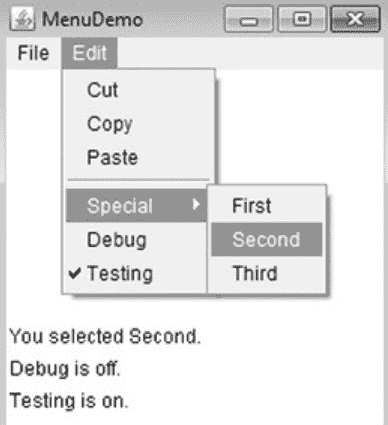 MenuDemo
File Edit
Cut
Copy
Paste
Special First
Debug Second
Testing Third
You selected Second.
Debug is off.
Testing is on.